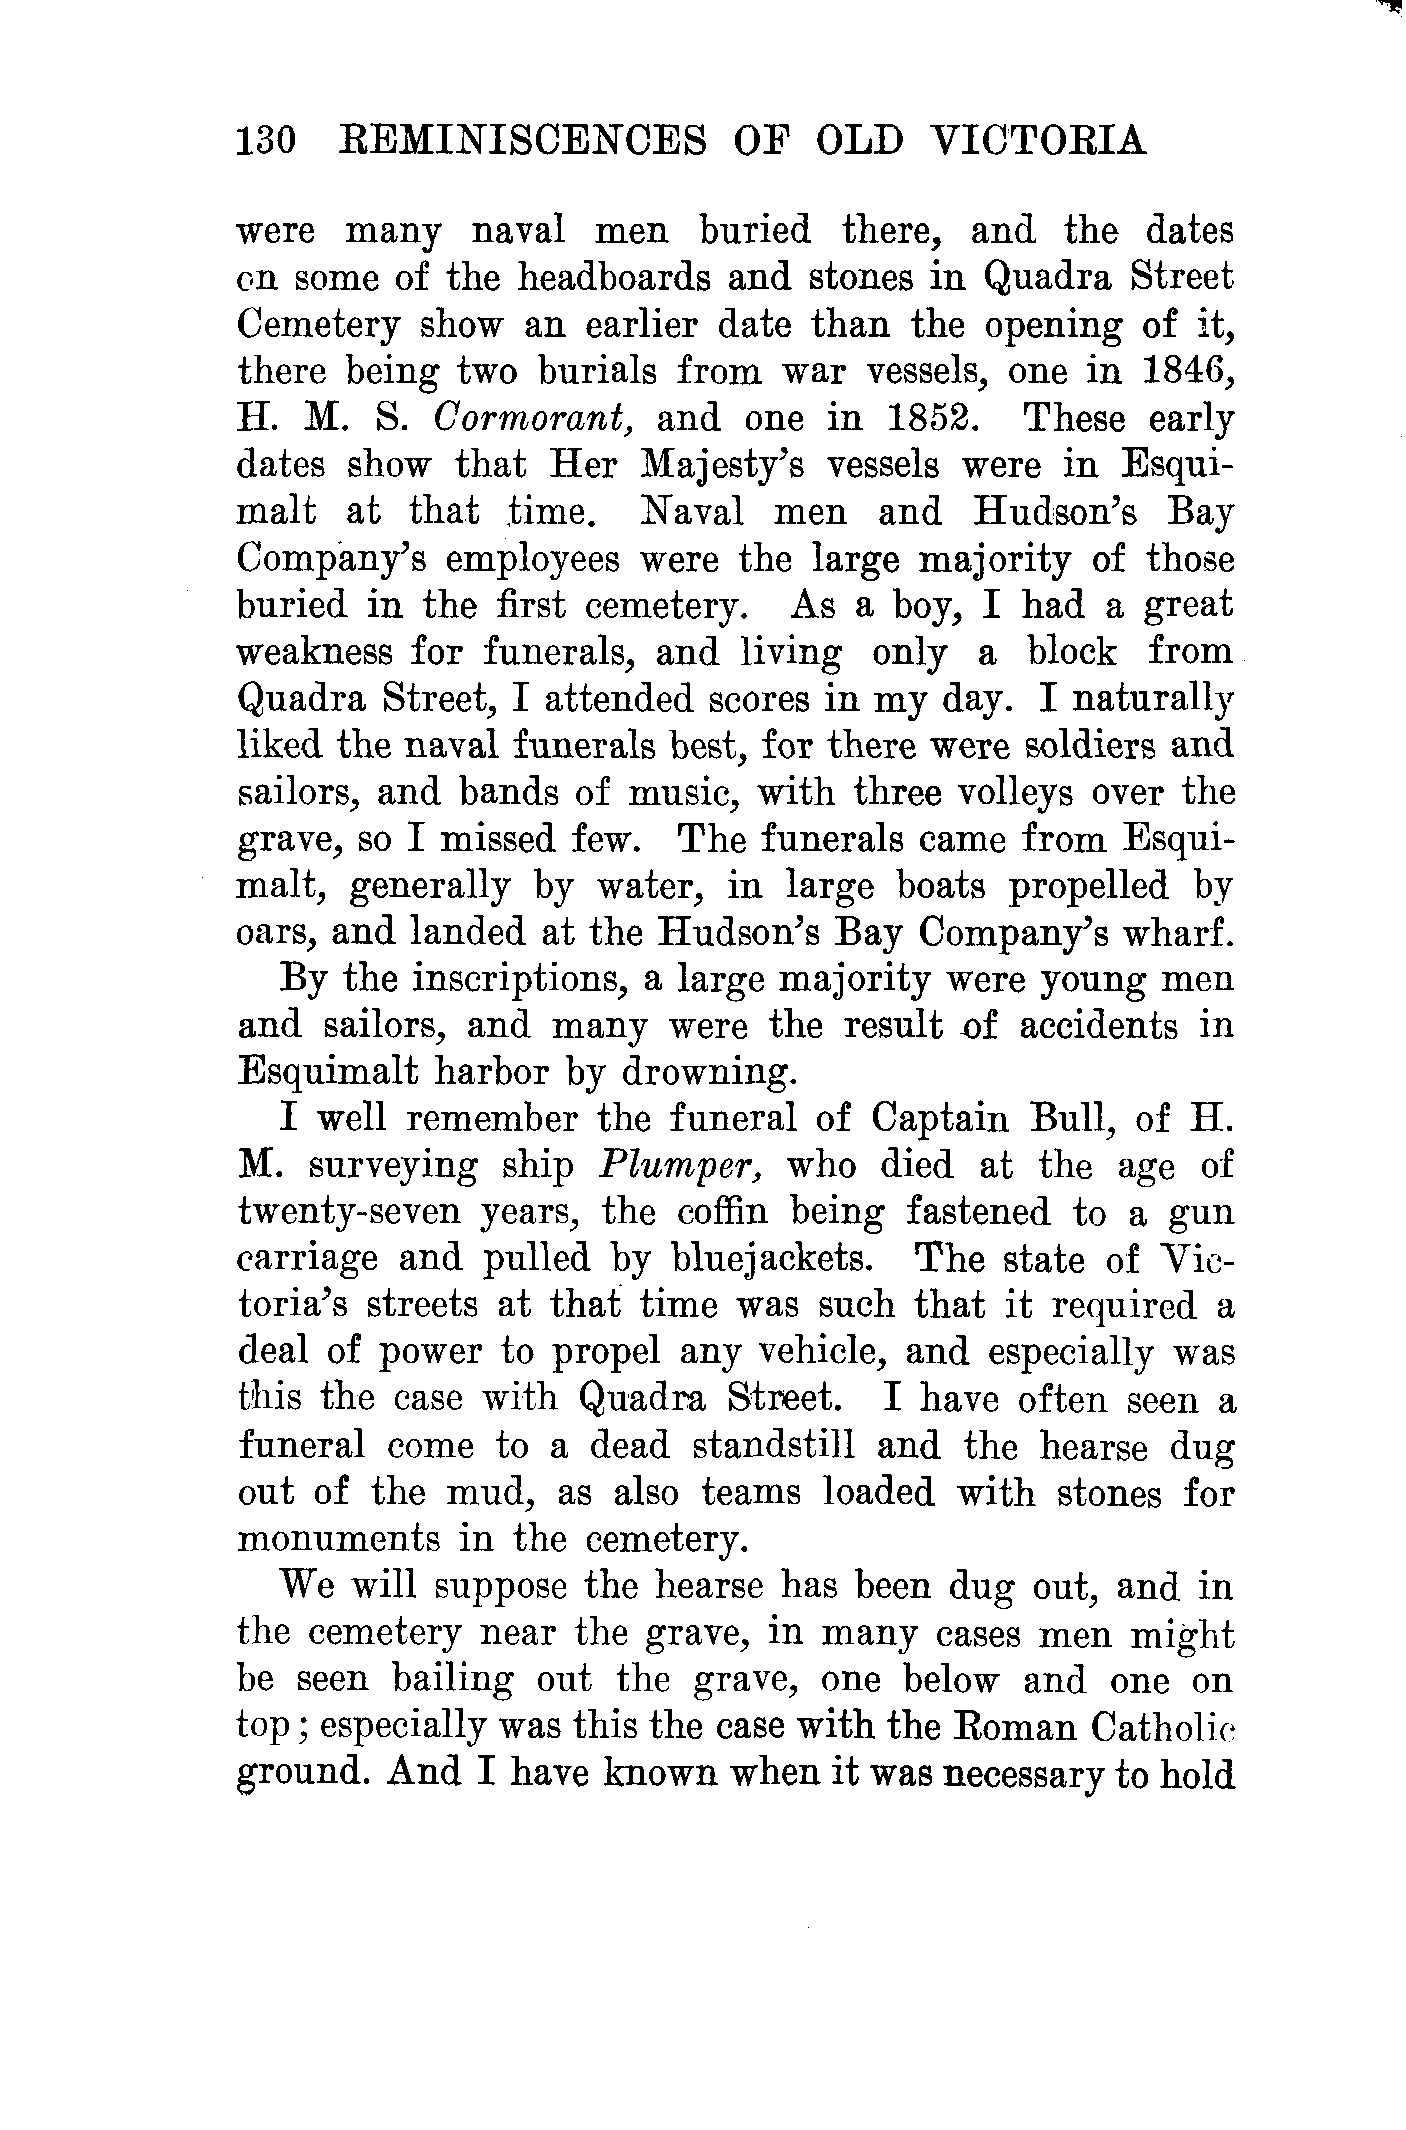 130 REMINISCENCES OF OLD VICTORIA
were many naval men buried there, and the dates
on some of the headboards and stones in Quadra Street
Cemetery show an earlier date than the opening of it,
there being two burials from war vessels, one in 1846,
H. M. S. Cormorant, and one in 1852. These early
dates show that Her Majesty's vessels were in Esqui-
malt at that time. Naval men and Hudson's Bay
Company's employees were the large majority of those
buried in the first cemetery. As a boy, I had a great
weakness for funerals, and living only a block from
Quadra Street, I attended scores in my day. I naturally
liked the naval funerals best, for there were soldiers and
sailors, and bands of music, with three volleys over the
grave, so I missed few. The funerals came from Esqui-
malt, generally by water, in large boats propelled by
oars, and landed at the Hudson's Bay Company's wharf.
By the inscriptions, a large majority were young men
and sailors, and many were the result of accidents in
Esquimalt harbor by drowning.
I well remember the funeral of Captain Bull, of H.
M. surveying ship Plumper, who died at the age of
twenty-seven years, the coffin being fastened to a gun
carriage and pulled by bluejackets. The state of Vic-
toria's streets at that time was such that it required a
deal of power to propel any vehicle, and especially was
this the case with Quadra Street. I have often seen a
funeral come to a dead standstill and the hearse dug
out of the mud, as also teams loaded with stones for
monuments in the cemetery.
We will suppose the hearse has been dug out, and in
the cemetery near the grave, in many cases men might
be seen bailing out the grave, one below and one on
top; especially was this the case with the Roman Catholic
ground. And I have known when it was necessary to hold